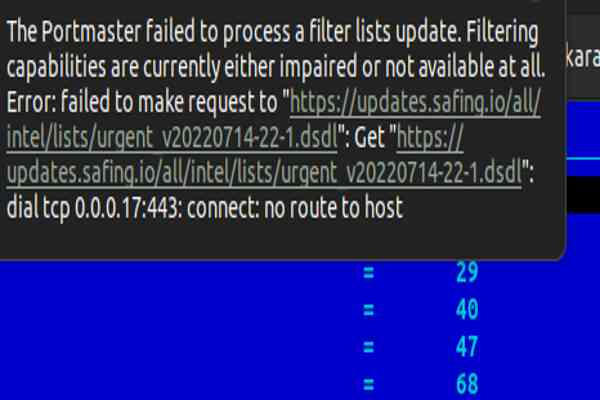 The Portmaster failed to process a filter lists update. Filtering
capabilities are currently either impaired or not available at all.
Error: failed to make request to "https://updates.safing.io/all/
intel/lists/urgent_v20220714-22-1.dsdl": Get "https://
updates.safing.io/all/intel/lists/urgent_v20220714-22-1.dsdl":
dial tcp 0.0.0.17:443: connect: no route to host
kara
= 29
= 40
= 47
= 68